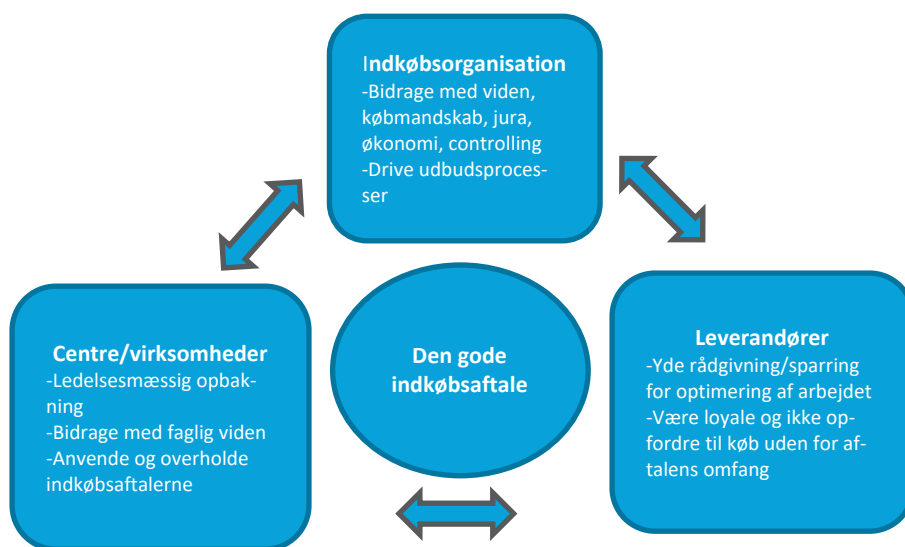 Indkøbsorganisation
-Bidrage med viden,
købmandskab, jura,
økonomi, controlling
-Drive udbudsproces-
ser
Centre/virksomheder
-Ledelsesmæssig opbak-
ning
-Bidrage med faglig viden
-Anvende og overholde
indkøbsaftalerne
Den gode
indkøbsaftale
Leverandører
-Yde rådgivning/sparring
for optimering af arbejdet
-Være loyale og ikke op-
fordre til køb uden for af-
talens omfang